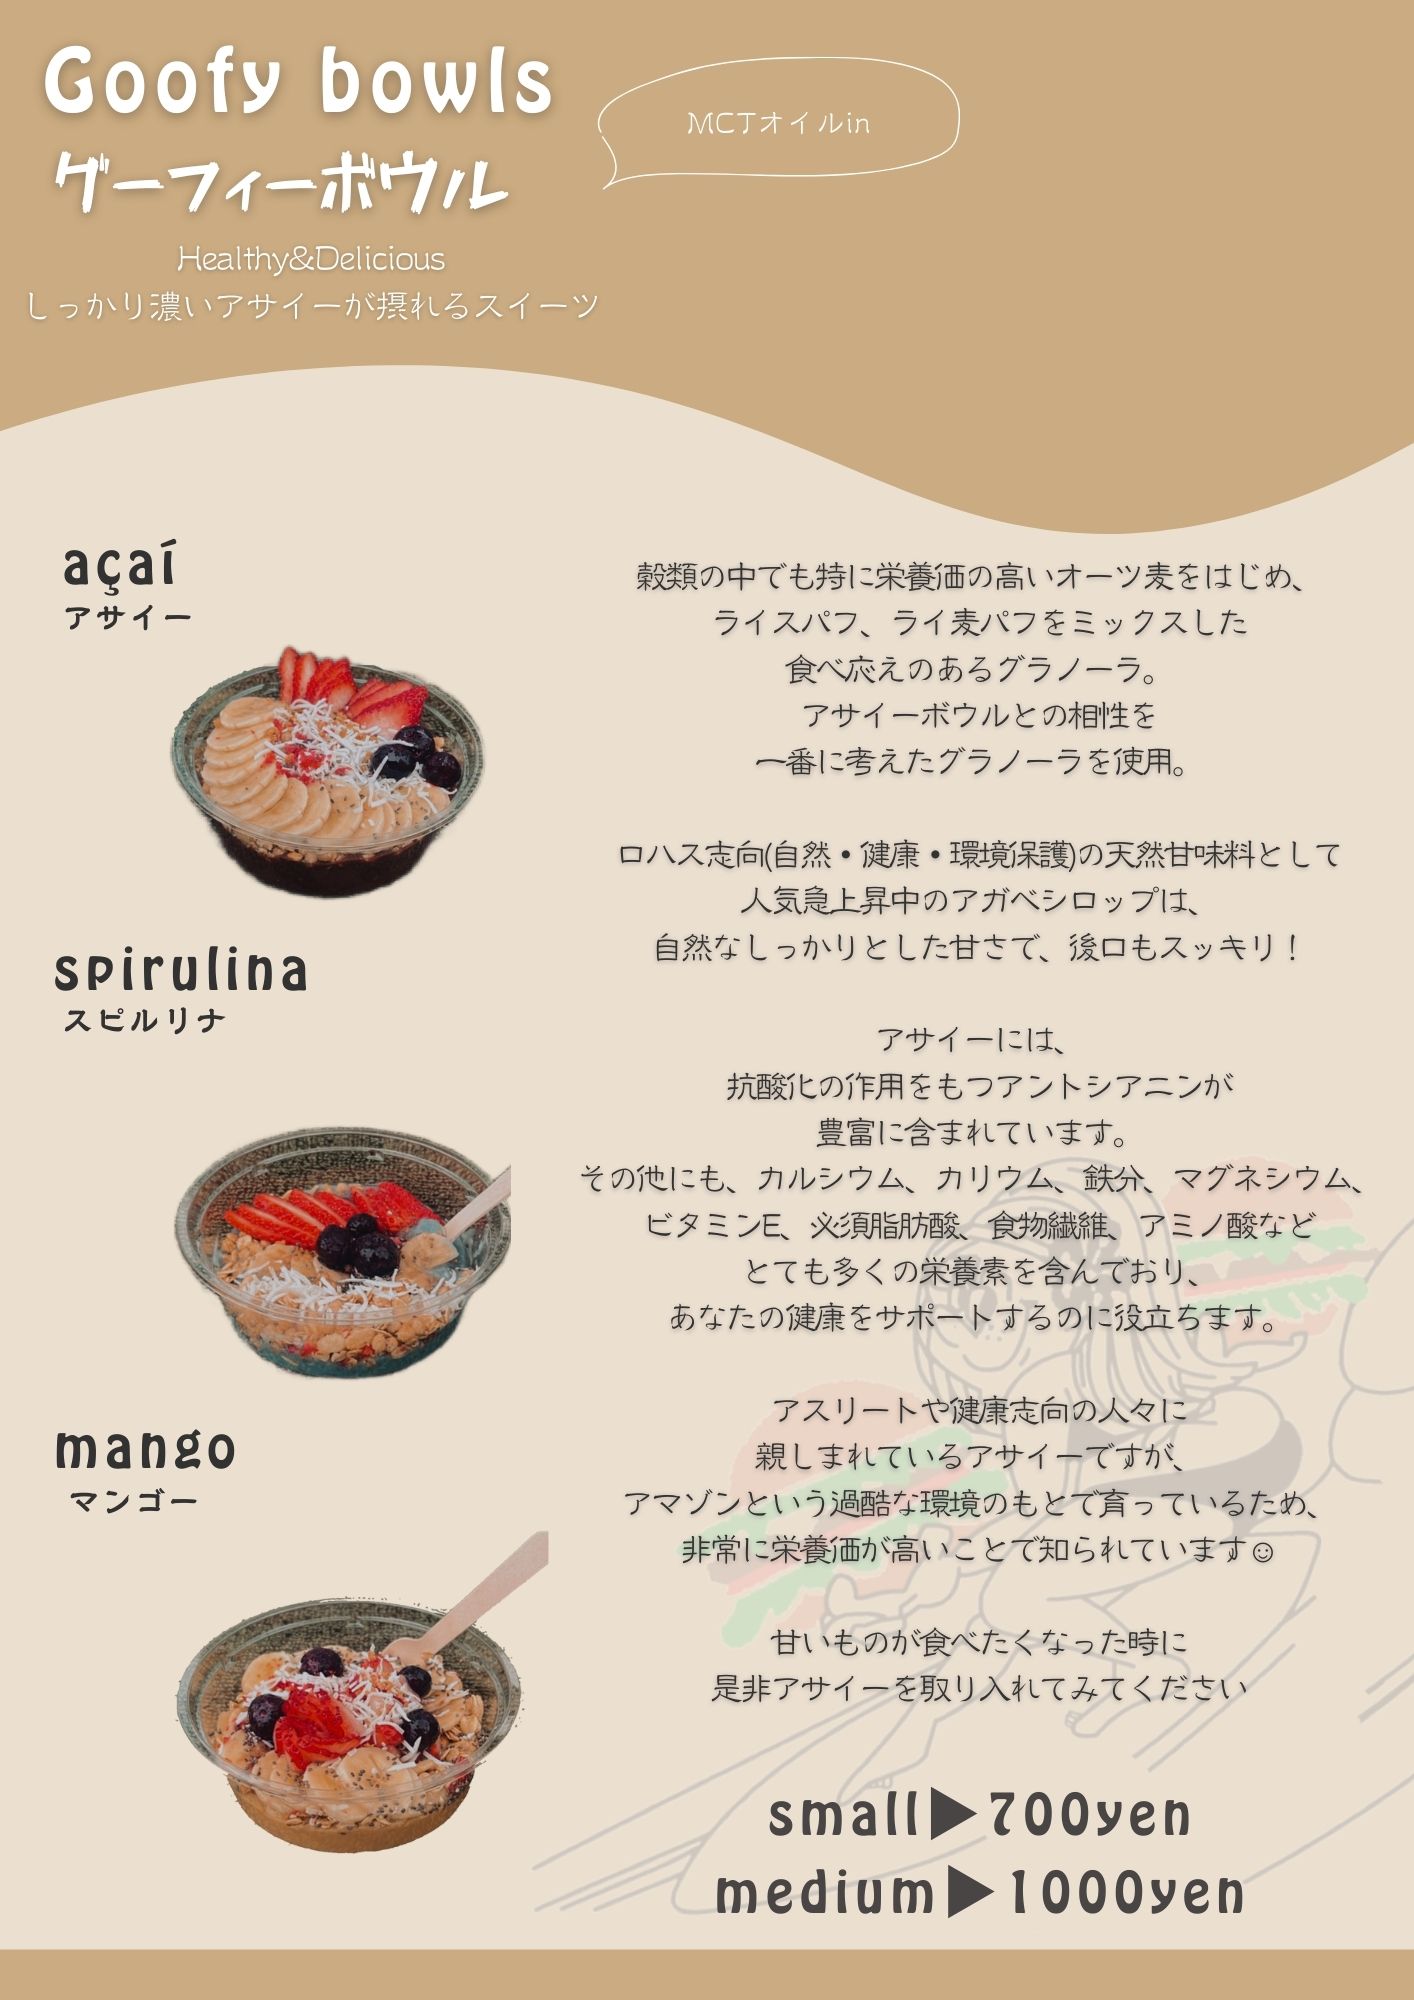 Goofy bowls
グーフィーボウル
MCTオイルin
Healthy&Delicious
しっかり濃いアサイーが摂れるスイーツ
açaí
アサイー
spirulina
スピルリナ
mango
マンゴー
穀類の中でも特に栄養価の高いオーツ麦をはじめ、
ライスパフ、ライ麦パフをミックスした
食べ応えのあるグラノーラ。
アサイーボウルとの相性を
一番に考えたグラノーラを使用。
ロハス志向(自然・健康・環境保護)の天然甘味料として
人気急上昇中のアガベシロップは、
自然なしっかりとした甘さで、後口もスッキリ！
アサイーには、
抗酸化の作用をもつアントシアニンが
豊富に含まれています。
その他にも、カルシウム、カリウム、鉄分、マグネシウム、
ビタミンE、必須脂肪酸、食物繊維、アミノ酸など
とても多くの栄養素を含んでおり、
あなたの健康をサポートするのに役立ちます。
アスリートや健康志向の人々に
親しまれているアサイーですが、
アマゾンという過酷な環境のもとで育っているため、
非常に栄養価が高いことで知られています☺
甘いものが食べたくなった時に
是非アサイーを取り入れてみてください
small▶700yen
medium▶1000yen